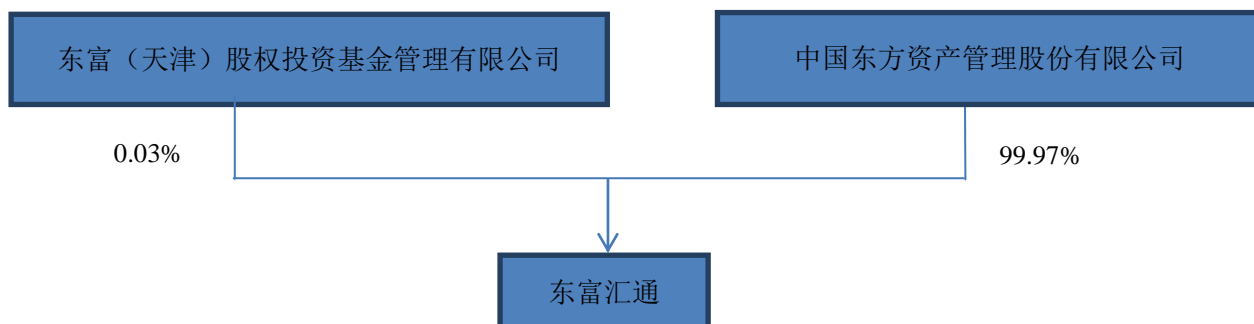 东富（天津）股权投资基金管理有限公司
中国东方资产管理股份有限公司
0.03%
99.97%
东富汇通